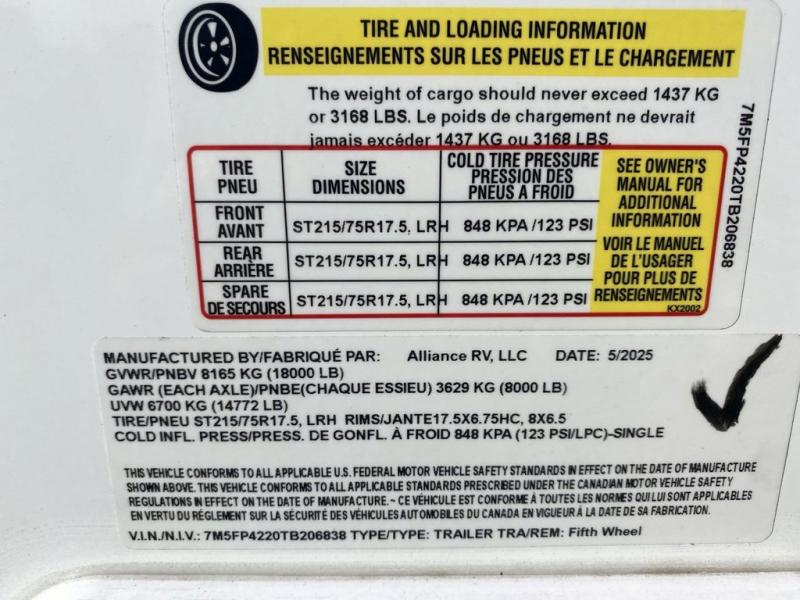 TIRE AND LOADING INFORMATION
RENSEIGNEMENTS SUR LES PNEUS ET LE CHARGEMENT
The weight of cargo should never exceed 1437 KG
or 3168 LBS. Le poids de chargement ne devrait
jamais excéder 1437 KG ou 3168 LBS.
TIRE PNEU
SIZE DIMENSIONS
COLD TIRE PRESSURE PRESSION DES PNEUS A FROID
SEE OWNER'S MANUAL FOR ADDITIONAL INFORMATION
VOIR LE MANUEL DE L'USAGER POUR PLUS DE RENSEIGNEMENTS
KX2002
FRONT AVANT ST215/75R17.5, LRH 848 KPA /123 PSI
REAR ARRIÈRE ST215/75R17.5, LRH 848 KPA /123 PSI
SPARE DE SECOURS ST215/75R17.5, LRH 848 KPA /123 PSI
7M5FP4220TB206838
MANUFACTURED BY/FABRIQUÉ PAR: Alliance RV, LLC DATE: 5/2025
GVWR/PNBV 8165 KG (18000 LB)
GAWR (EACH AXLE)/PNBE(CHAQUE ESSIEU) 3629 KG (8000 LB)
UVW 6700 KG (14772 LB)
TIRE/PNEU ST215/75R17.5, LRH RIMS/JANTE17.5X6.75HC, 8X6.5
COLD INFL. PRESS/PRESS. DE GONFL. À FROID 848 KPA (123 PSI/LPC)-SINGLE
THIS VEHICLE CONFORMS TO ALL APPLICABLE U.S. FEDERAL MOTOR VEHICLE SAFETY STANDARDS IN EFFECT ON THE DATE OF MANUFACTURE
SHOWN ABOVE. THIS VEHICLE CONFORMS TO ALL APPLICABLE STANDARDS PRESCRIBED UNDER THE CANADIAN MOTOR VEHICLE SAFETY
REGULATIONS IN EFFECT ON THE DATE OF MANUFACTURE. ~ CE VÉHICULE EST CONFORME À TOUTES LES NORMES QUI LUI SONT APPLICABLES
EN VERTU DU RÉGLEMENT SUR LA SÉCURITÉ DES VÉHICULES AUTOMOBILES DU CANADA EN VIGUEUR À LA DATE DE SA FABRICATION.
V.I.N./N.I.V.: 7M5FP4220TB206838 TYPE/TYPE: TRAILER TRA/REM: Fifth Wheel